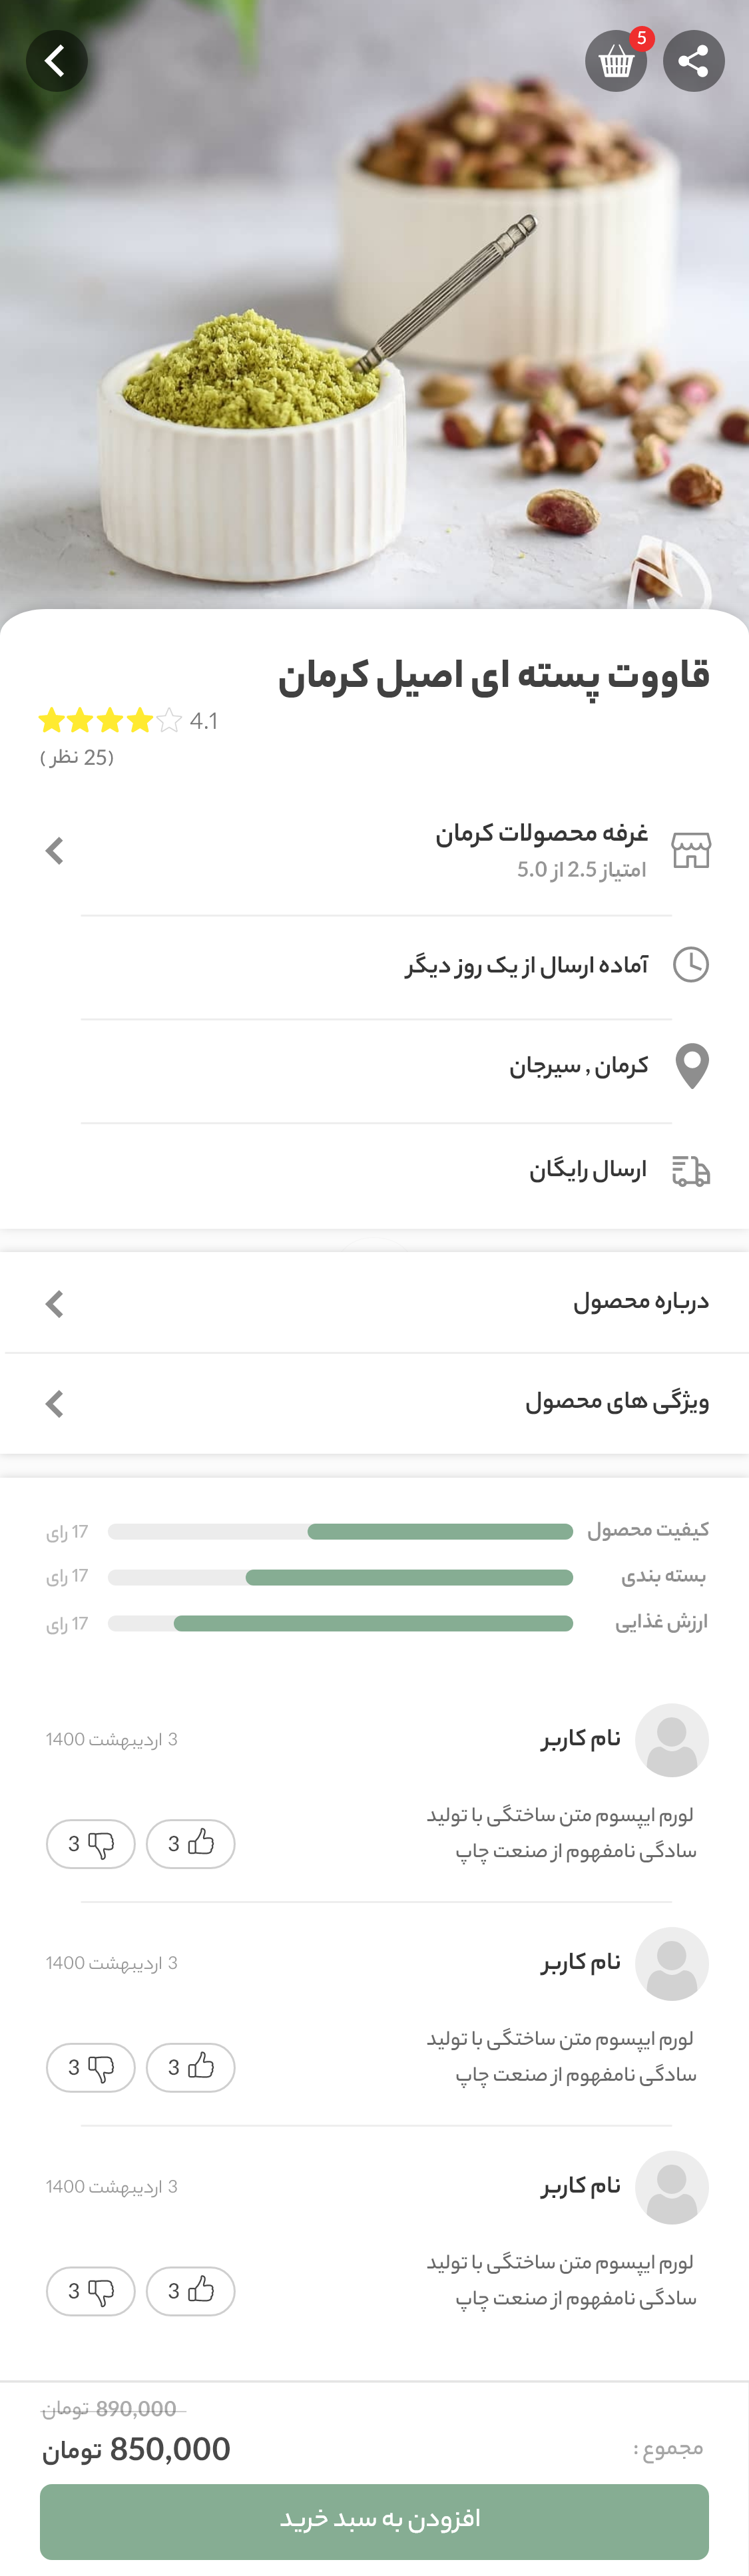 5
قاووت پسته ای اصیل کرمان
4.1
(25 نظر )
غرفه محصولات کرمان
امتیاز 2.5 از 5.0
آماده ارسال از یک روز دیگر
کرمان , سیرجان
ارسال رایگان
درباره محصول
ویژگی های محصول
کیفیت محصول 17 رای
بسته بندی 17 رای
ارزش غذایی 17 رای
نام کاربر 3 اردیبهشت 1400
لورم ایپسوم متن ساختگی با تولید
سادگی نامفهوم از صنعت چاپ
3 3
نام کاربر 3 اردیبهشت 1400
لورم ایپسوم متن ساختگی با تولید
سادگی نامفهوم از صنعت چاپ
3 3
نام کاربر 3 اردیبهشت 1400
لورم ایپسوم متن ساختگی با تولید
سادگی نامفهوم از صنعت چاپ
3 3
890,000 تومان
مجموع : 850,000 تومان
افزودن به سبد خرید